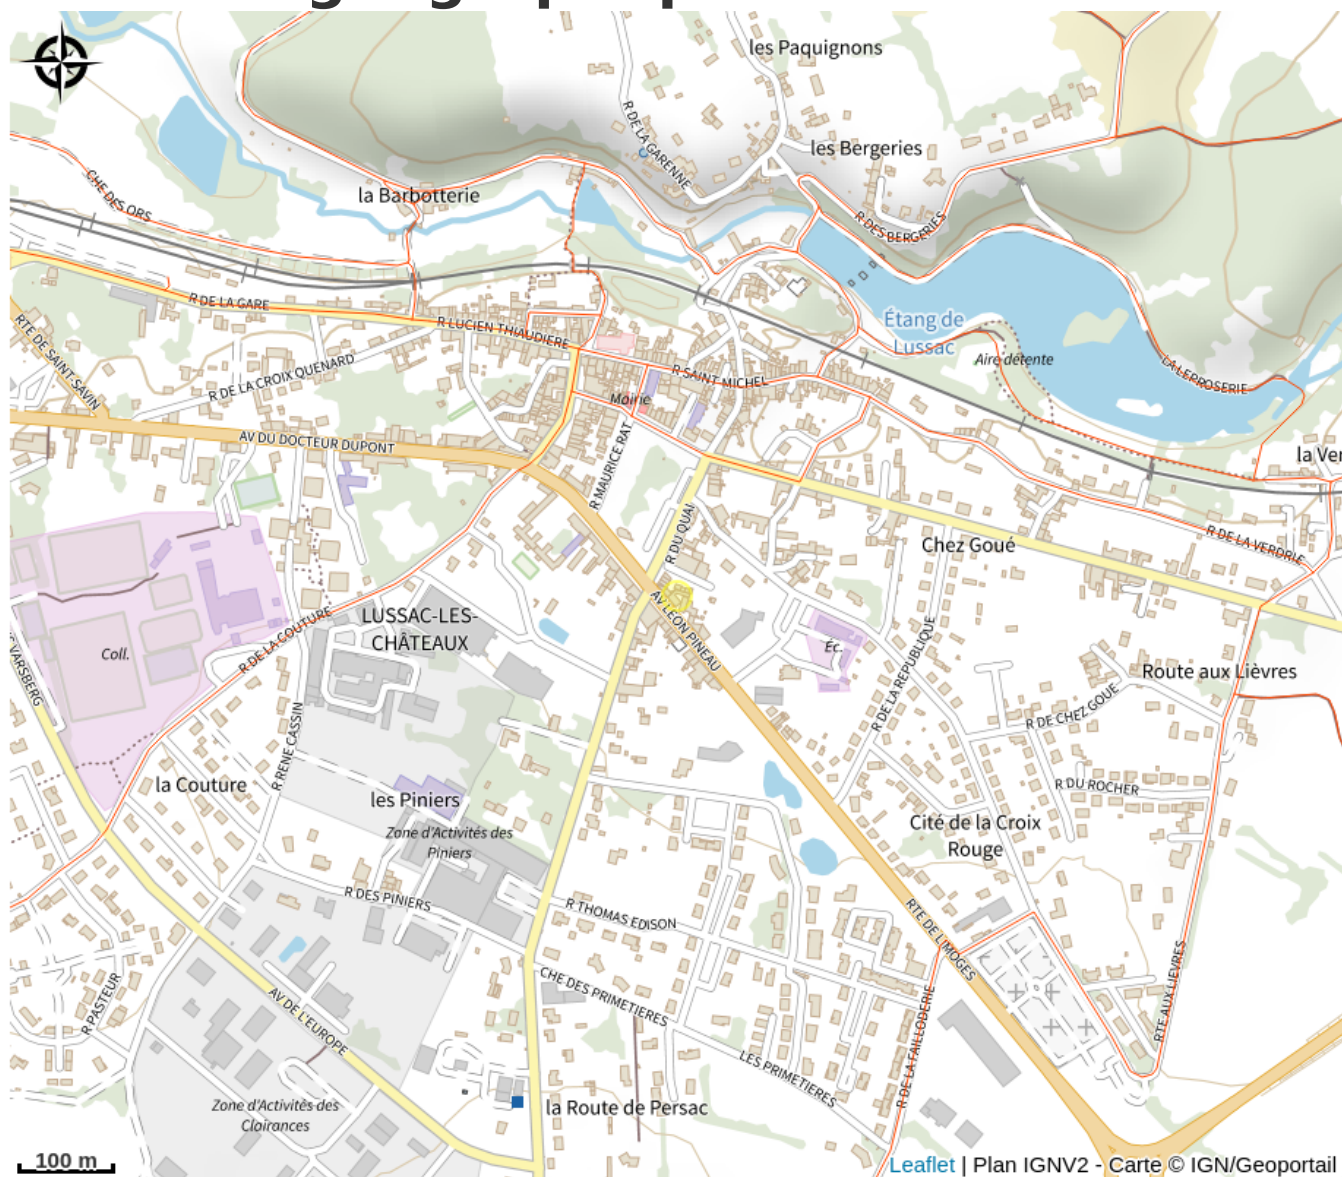 les Paquignons
R DE LA GARENNE
les Bergeries
CHE DES ORS
la Barbotterie
R DES BERGERIES
R DE LA GARE
R LUCIEN THIAUDIERE
Étang de
Lussac
RTE DE SAINT-SAVIN
R DE LA CROIX QUENARD
R SAINT MICHEL
Aire détente
LA LEPROSERIE
Mairie
AV DU DOCTEUR DUPONT
R MAURICE RAT
la Ver
R DU QUAI
Chez Goué
R DE LA VERDRIE
AV LEON PINEAU
LUSSAC-LES-
CHÂTEAUX
R DE LA COUTURE
Coll.
Éc.
R DE LA REPUBLIQUE
Route aux Lièvres
VARSBERG
R DE CHEZ GOUE
R RENE CASSIN
la Couture
les Piniers
R DU ROCHER
Zone d'Activités des
Piniers
Cité de la Croix
Rouge
R DES PINIERS
R THOMAS EDISON
RTE DE LIMOGES
CHE DES PRIMETIERES
R PASTEUR
AV DE L'EUROPE
RTE AUX LIEVRES
R DE LA FAILLODERIE
LES PRIMETIERES
Zone d'Activités des
Clairances
la Route de Persac
100 m
Leaflet | Plan IGNV2 - Carte © IGN/Geoportail